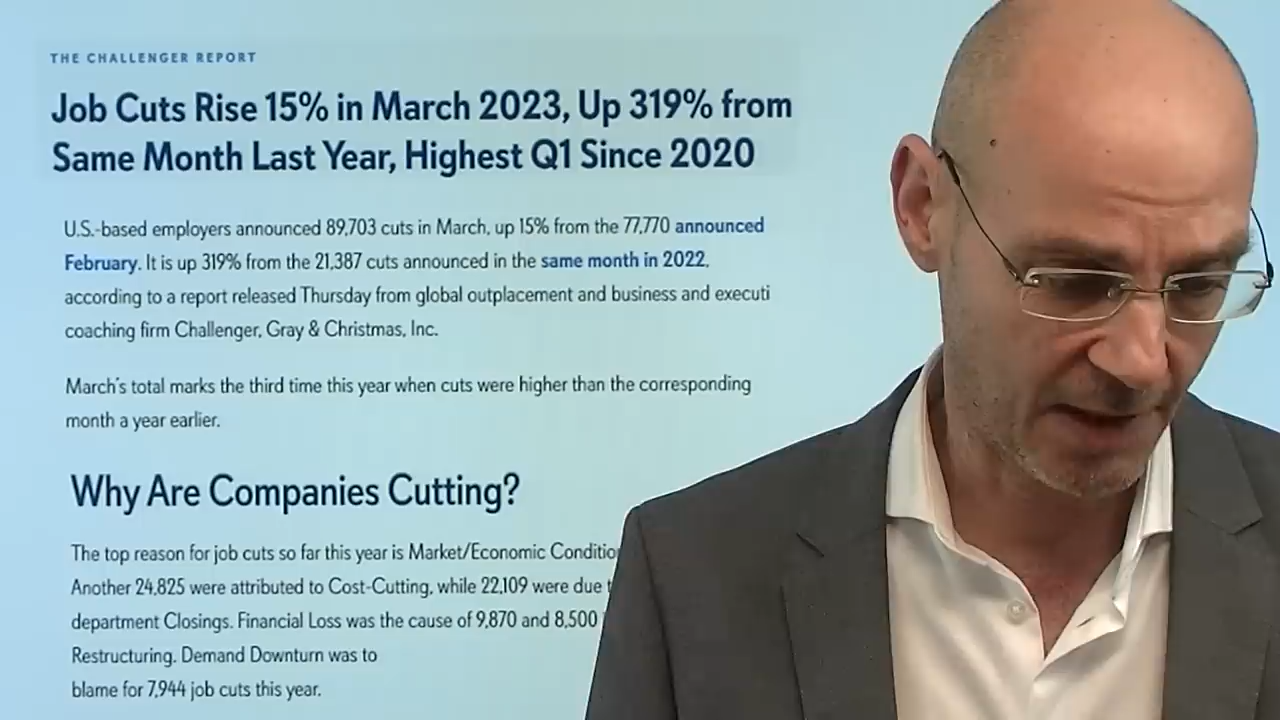 THE CHALLENGER REPORT
Job Cuts Rise 15% in March 2023, Up 319% from
Same Month Last Year, Highest Q1 Since 2020
U.S.-based employers announced 89,703 cuts in March, up 15% from the 77,770 announced
February. It is up 319% from the 21,387 cuts announced in the same month in 2022,
according to a report released Thursday from global outplacement and business and executi
coaching firm Challenger, Gray & Christmas, Inc.
March's total marks the third time this year when cuts were higher than the corresponding
month a year earlier.
Why Are Companies Cutting?
The top reason for job cuts so far this year is Market/Economic Conditio
Another 24,825 were attributed to Cost-Cutting, while 22,109 were due t
department Closings. Financial Loss was the cause of 9,870 and 8,500
Restructuring. Demand Downturn was to
blame for 7,944 job cuts this year.